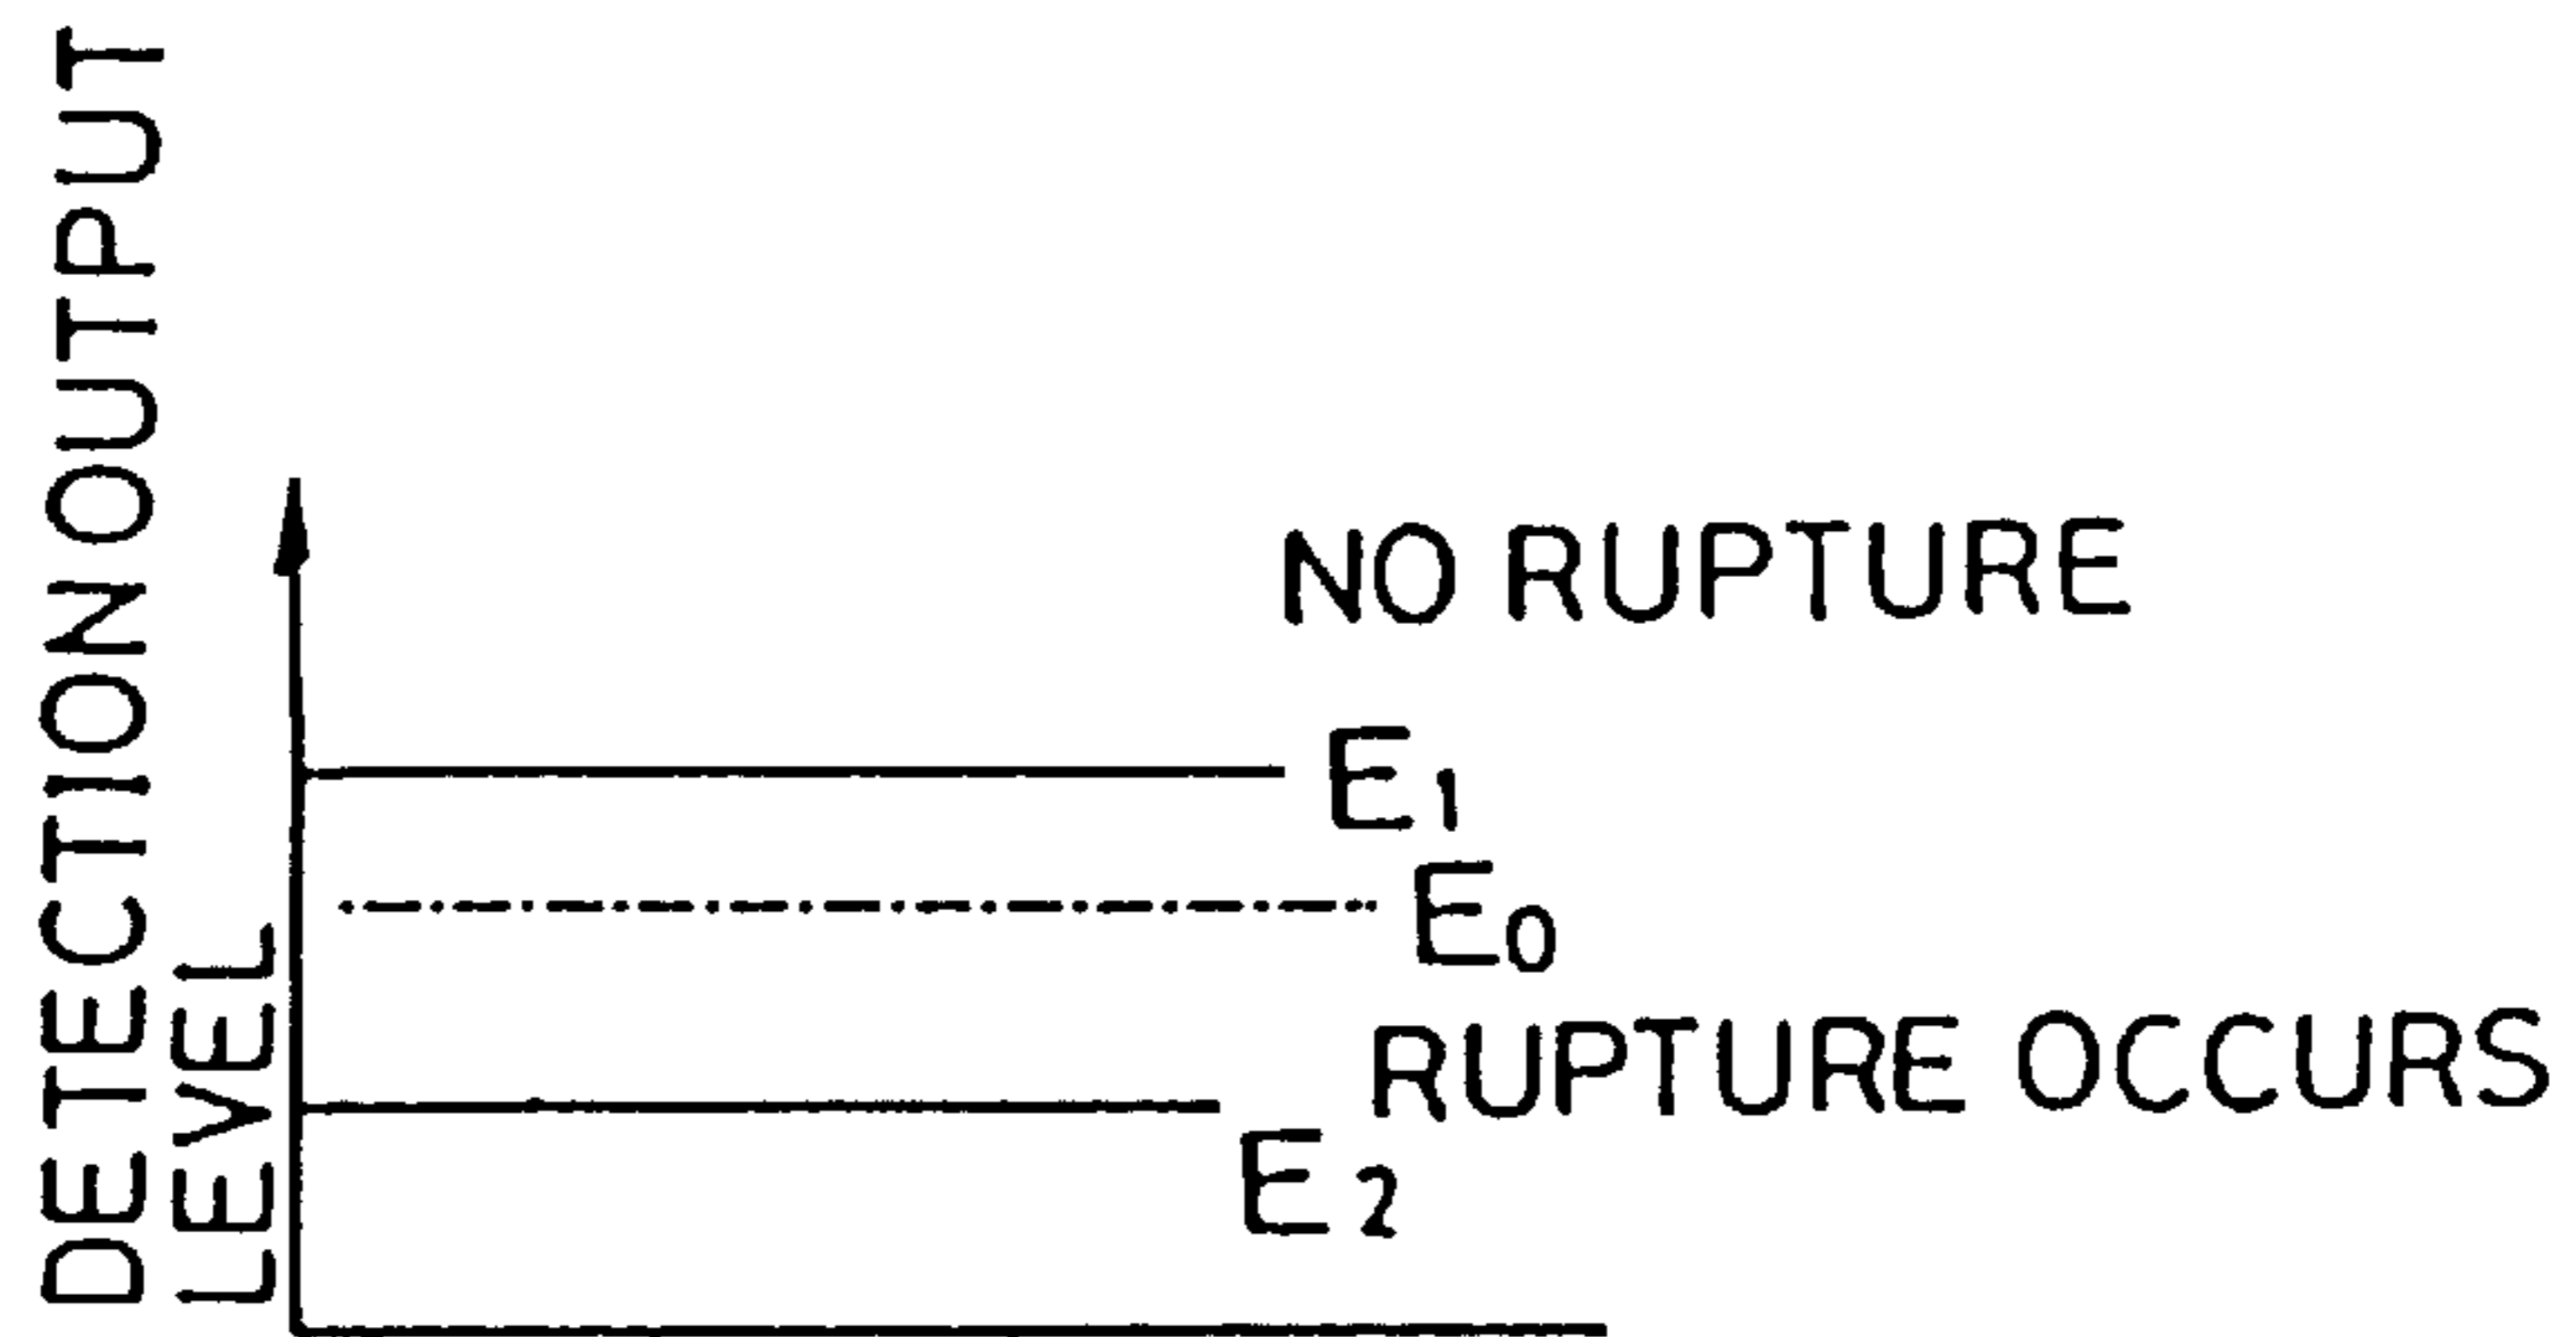 DETECTION OUTPUT
LEVEL
NO RUPTURE
E1
E0
RUPTURE OCCURS
E2